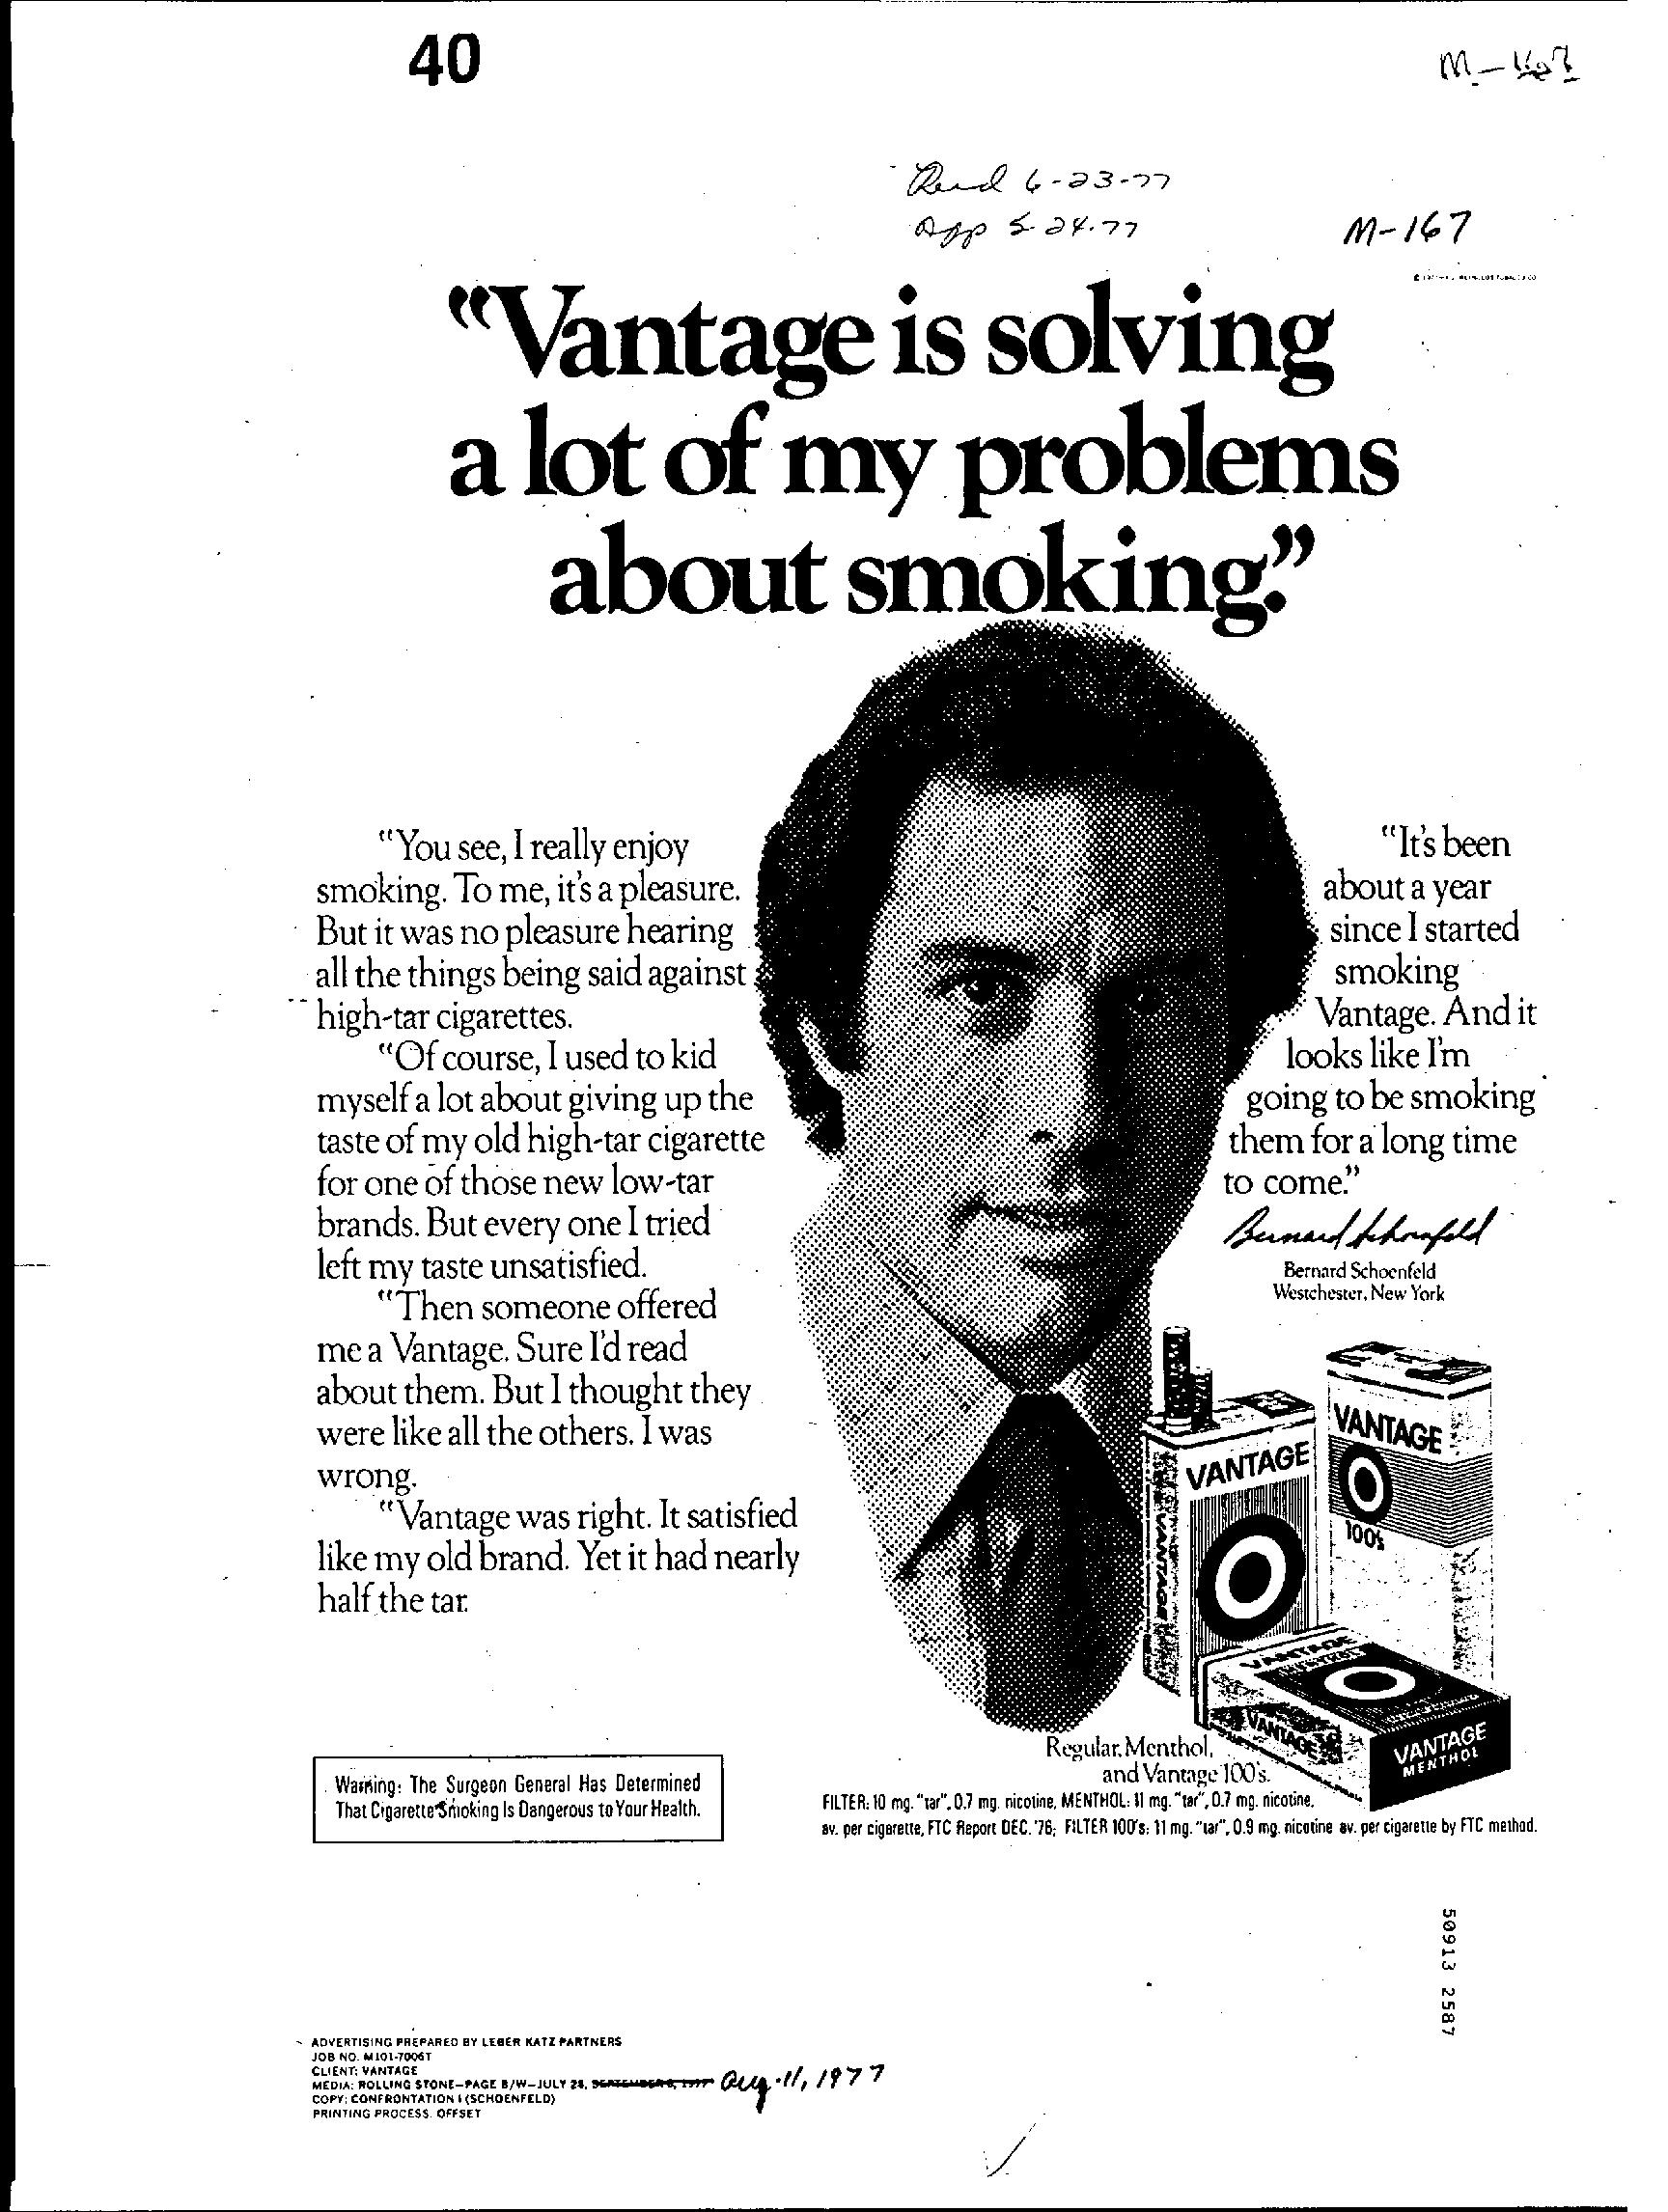 40
M-167
6-23-77
App 5-24-77
M-167
“Vantage is solving
a lot of my problems
about smoking.”
“You see, I really enjoy
smoking. To me, it's a pleasure.
But it was no pleasure hearing
all the things being said against
high-tar cigarettes.
“Of course, I used to kid
myself a lot about giving up the
taste of my old high-tar cigarette
for one of those new low-tar
brands. But every one I tried
left my taste unsatisfied.
“Then someone offered
me a Vantage. Sure I'd read
about them. But I thought they
were like all the others. I was
wrong.
“Vantage was right. It satisfied
like my old brand. Yet it had nearly
half the tar.
“It's been
about a year
since I started
smoking
Vantage. And it
looks like I'm
going to be smoking
them for a long time
to come.”
Bernard Schoenfeld
Bernard Schoenfeld
Westchester, New York
VANTAGE
100's
VANTAGE
VANTAGE
VANTAGE
VANTAGE
VANTAGE
MENTHOL
Regular, Menthol,
and Vantage 100's.
Warning: The Surgeon General Has Determined
That Cigarette Smoking Is Dangerous to Your Health.
FILTER: 10 mg. "tar", 0.7 mg. nicotine, MENTHOL: 11 mg. "tar", 0.7 mg. nicotine,
av. per cigarette, FTC Report DEC. '76; FILTER 100's: 11 mg. "tar", 0.9 mg. nicotine av. per cigarette by FTC method.
50913 2587
ADVERTISING PREPARED BY LEBER KATZ PARTNERS
JOB NO. M101-7006T
CLIENT: VANTAGE
MEDIA: ROLLING STONE-PAGE B/W-JULY 28, Aug. 11, 1977
COPY: CONFRONTATION I (SCHOENFELD)
PRINTING PROCESS: OFFSET